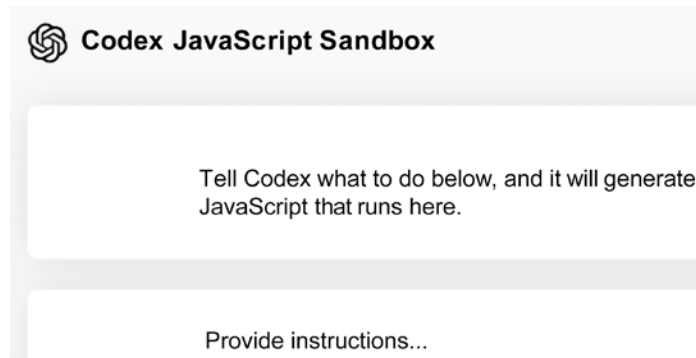 Codex JavaScript Sandbox
Tell Codex what to do below, and it will generate
JavaScript that runs here.
Provide instructions...